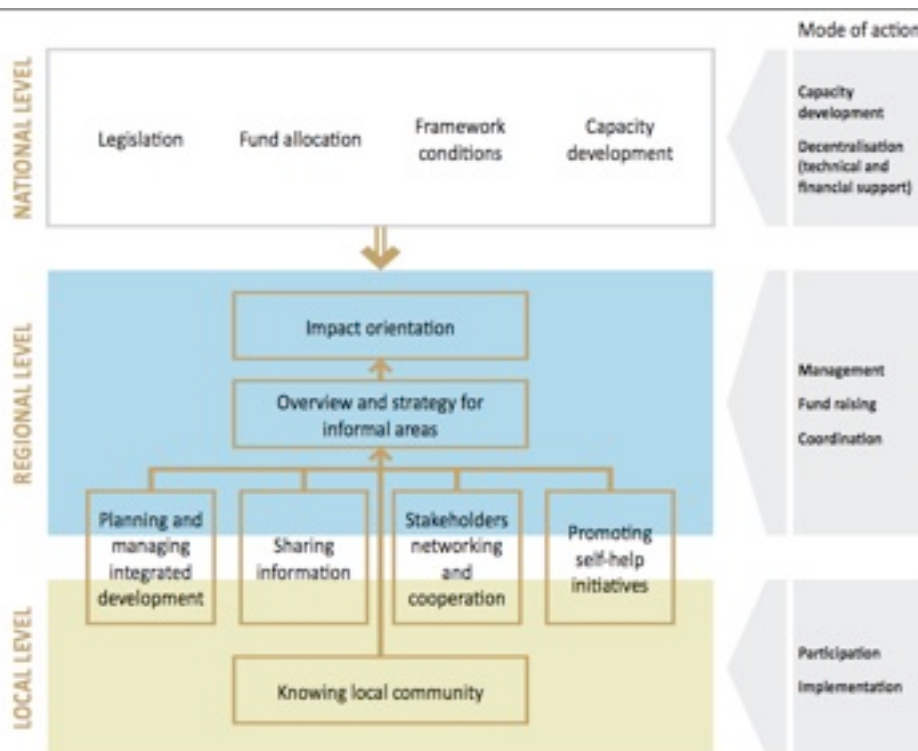 Mode of action
NATIONAL LEVEL
Legislation
Fund allocation
Framework
conditions
Capacity
development
Capacity
development
Decentralisation
(technical and
financial support)
REGIONAL LEVEL
Impact orientation
Overview and strategy for
informal areas
Management
Fund raising
Coordination
Planning and
managing
integrated
development
Sharing
information
Stakeholders
networking
and
cooperation
Promoting
self-help
initiatives
LOCAL LEVEL
Knowing local community
Participation
Implementation